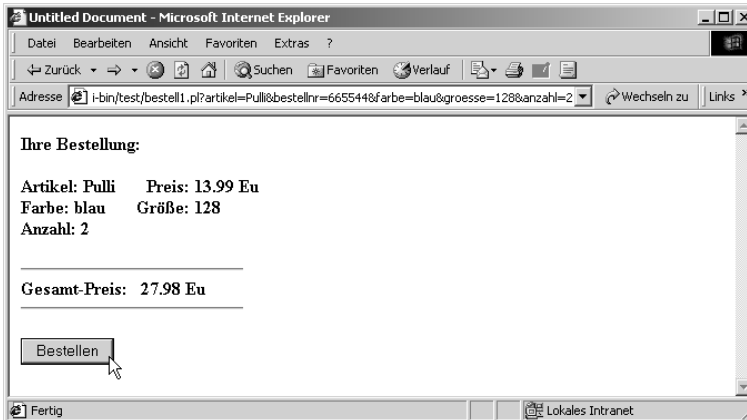 Untitled Document - Microsoft Internet Explorer
Datei Bearbeiten Ansicht Favoriten Extras ?
Zurück Suchen Favoriten Verlauf
Adresse i-bin/test/bestell1.pl?artikel=Pulli&bestellnr=665544&farbe=blau&groesse=128&anzahl=2 Wechseln zu Links »
Ihre Bestellung:
Artikel: Pulli Preis: 13.99 Eu
Farbe: blau Größe: 128
Anzahl: 2
Gesamt-Preis: 27.98 Eu
Bestellen
Fertig Lokales Intranet